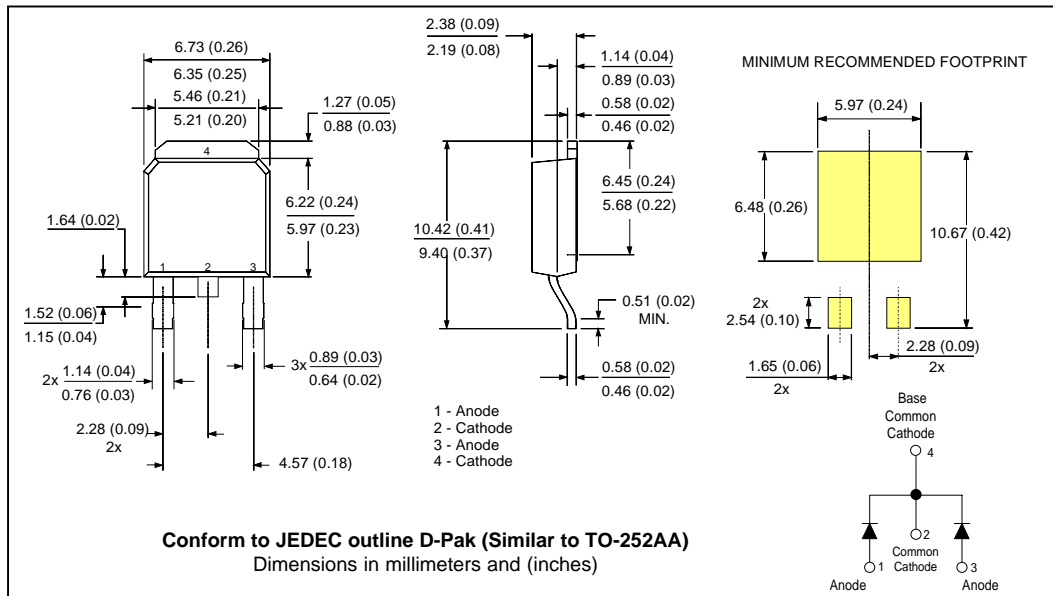 6.73 (0.26)
6.35 (0.25)
5.46 (0.21)
5.21 (0.20)
1.27 (0.05)
0.88 (0.03)
4
6.22 (0.24)
5.97 (0.23)
1.64 (0.02)
1
2
3
1.52 (0.06)
1.15 (0.04)
2x 1.14 (0.04)
0.76 (0.03)
3x 0.89 (0.03)
0.64 (0.02)
2.28 (0.09)
2x
4.57 (0.18)
2.38 (0.09)
2.19 (0.08)
1.14 (0.04)
0.89 (0.03)
0.58 (0.02)
0.46 (0.02)
10.42 (0.41)
9.40 (0.37)
6.45 (0.24)
5.68 (0.22)
0.51 (0.02)
MIN.
0.58 (0.02)
0.46 (0.02)
1 - Anode
2 - Cathode
3 - Anode
4 - Cathode
MINIMUM RECOMMENDED FOOTPRINT
5.97 (0.24)
6.48 (0.26)
10.67 (0.42)
2x
2.54 (0.10)
1.65 (0.06)
2x
2.28 (0.09)
2x
Base
Common
Cathode
4
2
Common
Cathode
1
3
Anode
Anode
Conform to JEDEC outline D-Pak (Similar to TO-252AA)
Dimensions in millimeters and (inches)